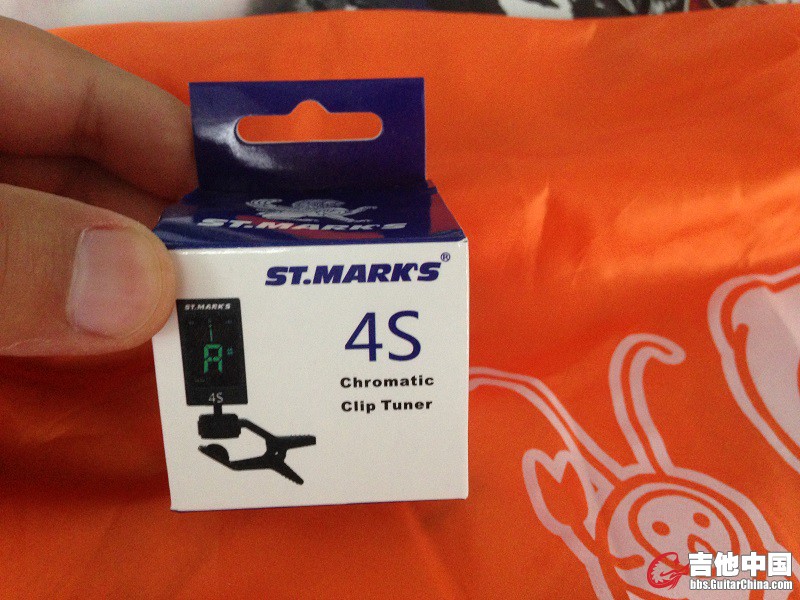 ST.MARK'S
ST.MARK'S®
4S
Chromatic
Clip Tuner
ST.MARK'S
A#
4S
吉他中国
bbs.GuitarChina.com